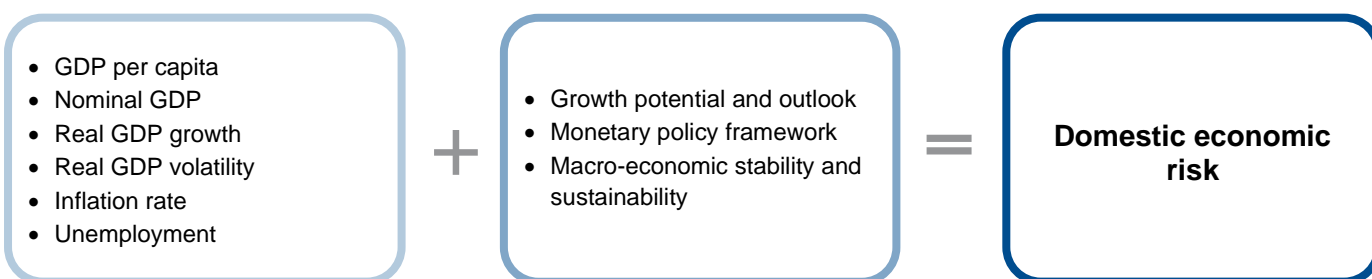 • GDP per capita
• Nominal GDP
• Real GDP growth
• Real GDP volatility
• Inflation rate
• Unemployment
+
• Growth potential and outlook
• Monetary policy framework
• Macro-economic stability and
sustainability
=
Domestic economic
risk